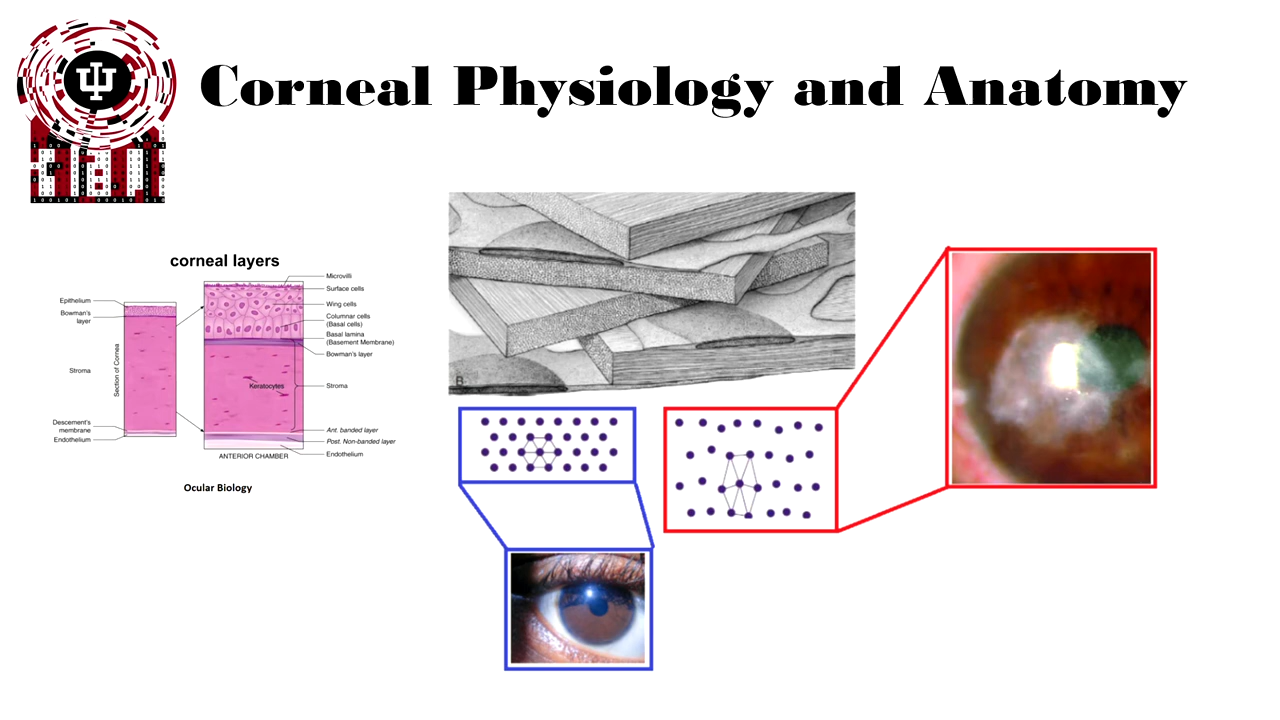 Corneal Physiology and Anatomy
corneal layers
Epithelium
Bowman's
layer
Stroma
Descement's
membrane
Endothelium
Section of Cornea
Microvilli
Surface cells
Wing cells
Columnar cells
(Basal cells)
Basal lamina
(Basement Membrane)
Bowman's layer
Keratocytes
Stroma
Ant. banded layer
Post. Non-banded layer
Endothelium
ANTERIOR CHAMBER
Ocular Biology
B